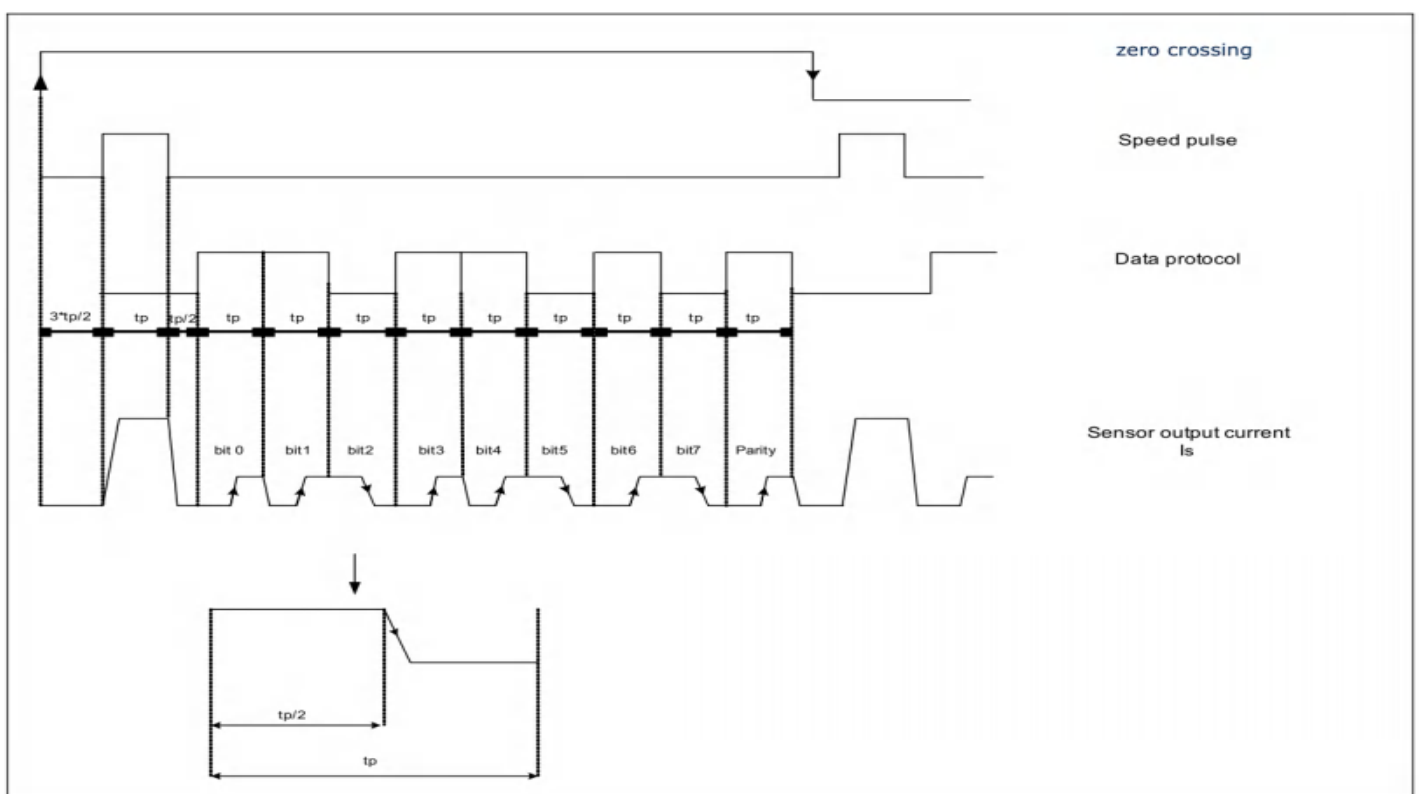 zero crossing
Speed pulse
Data protocol
3*tp/2 tp tp/2 tp tp tp tp tp tp tp tp tp
Sensor output current
Is
bit 0 bit1 bit2 bit3 bit4 bit5 bit6 bit7 Parity
tp/2
tp